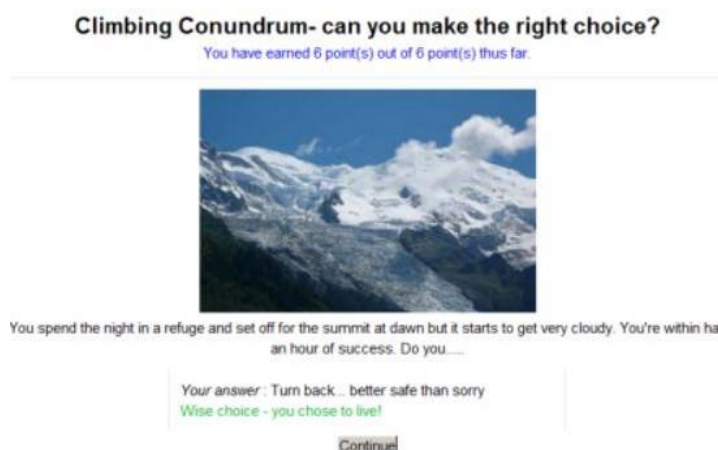 Climbing Conundrum- can you make the right choice?
You have earned 6 point(s) out of 6 point(s) thus far.
You spend the night in a refuge and set off for the summit at dawn but it starts to get very cloudy. You're within ha
an hour of success. Do you.....
Your answer : Turn back... better safe than sorry
Wise choice - you chose to live!
Continue